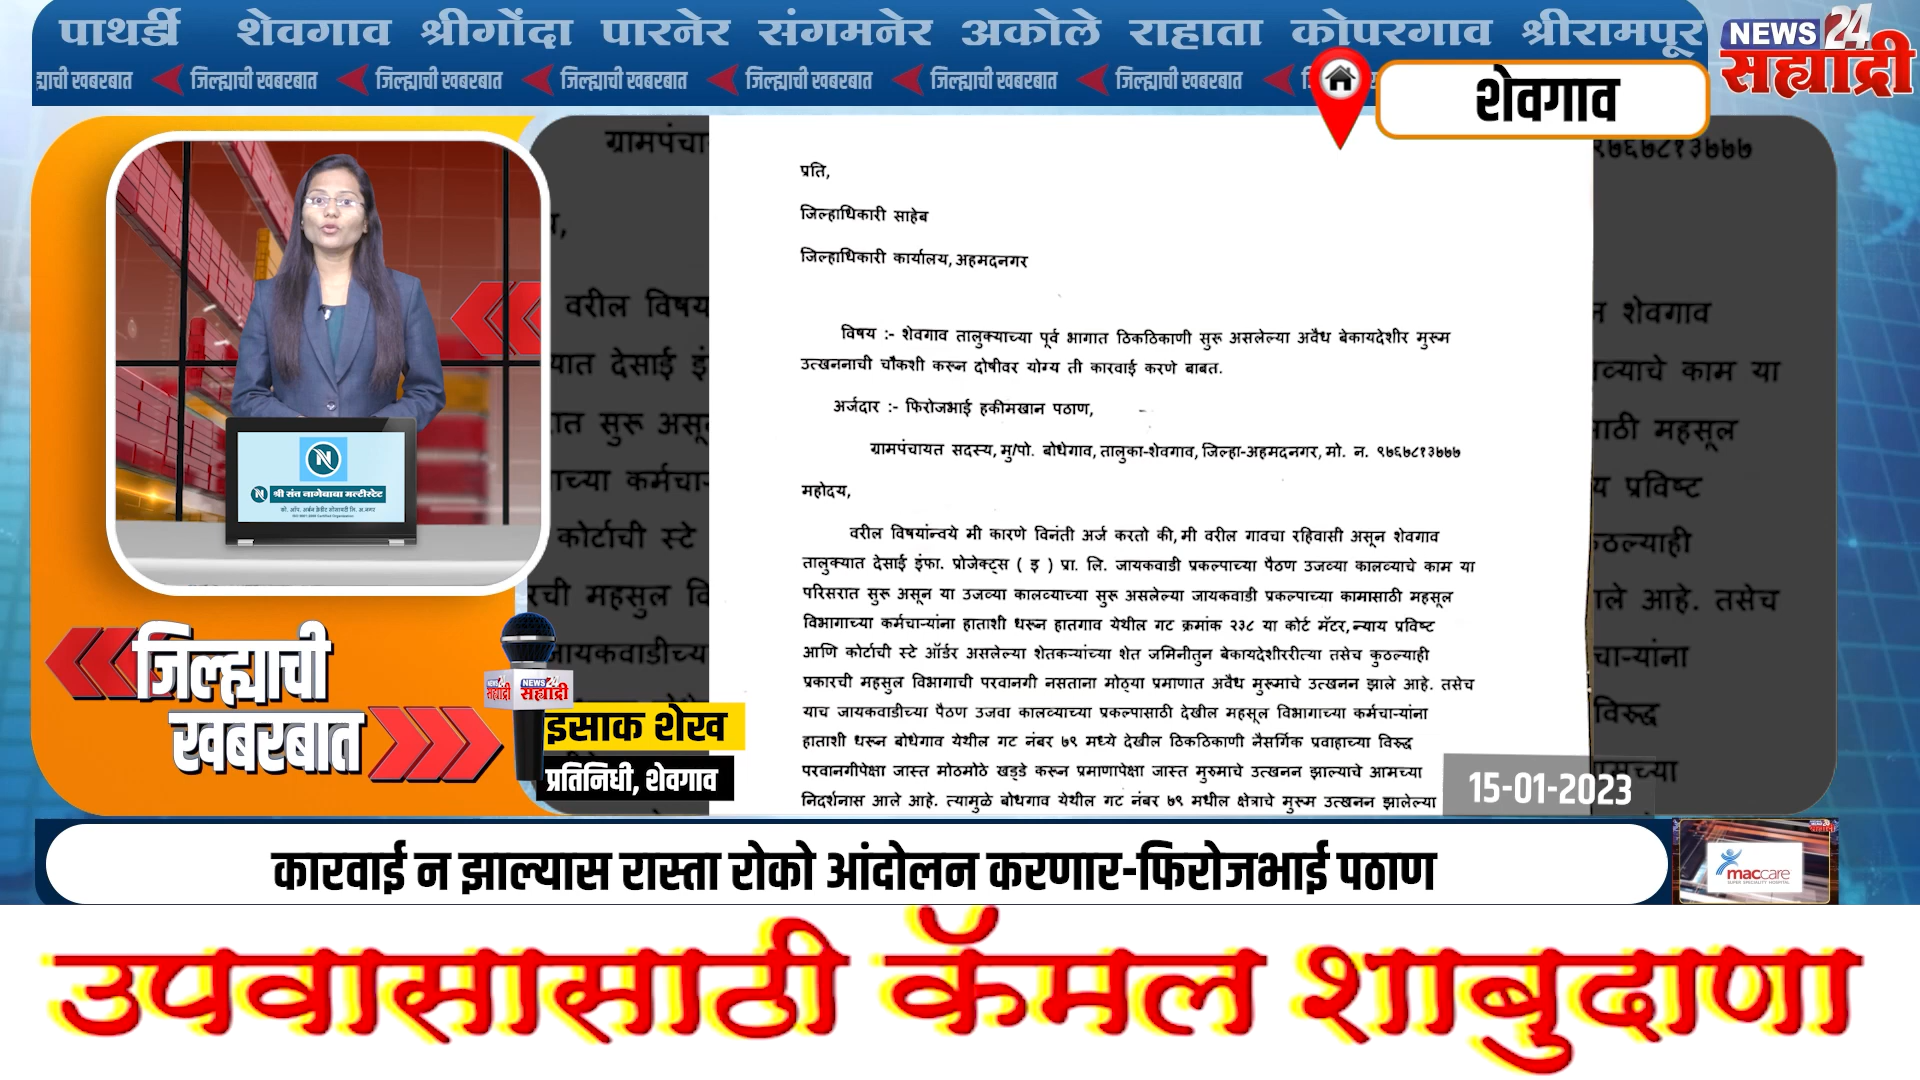 पाथर्डी शेवगाव श्रीगोंदा पारनेर संगमनेर अकोले राहाता कोपरगाव श्रीरामपूर
जिल्ह्याची खबरबात जिल्ह्याची खबरबात जिल्ह्याची खबरबात जिल्ह्याची खबरबात जिल्ह्याची खबरबात जिल्ह्याची खबरबात
NEWS 24
सह्याद्री
शेवगाव
प्रति,
जिल्हाधिकारी साहेब
जिल्हाधिकारी कार्यालय, अहमदनगर
विषय :- शेवगाव तालुक्याच्या पूर्व भागात ठिकठिकाणी सुरू असलेल्या अवैध बेकायदेशीर मुरूम
उत्खननाची चौकशी करून दोषीवर योग्य ती कारवाई करणे बाबत.
अर्जदार :- फिरोजभाई हकीमखान पठाण,
ग्रामपंचायत सदस्य, मु/पो. बोधेगाव, तालुका-शेवगाव, जिल्हा-अहमदनगर, मो. न. ९७६७८१३७७७
महोदय,
वरील विषयांन्वये मी कारणे विनंती अर्ज करतो की, मी वरील गावचा रहिवासी असून शेवगाव
तालुक्यात देसाई इंफा. प्रोजेक्ट्स ( इ ) प्रा. लि. जायकवाडी प्रकल्पाच्या पैठण उजव्या कालव्याचे काम या
परिसरात सुरू असून या उजव्या कालव्याच्या सुरू असलेल्या जायकवाडी प्रकल्पाच्या कामासाठी महसूल
विभागाच्या कर्मचाऱ्यांना हाताशी धरून हातगाव येथील गट क्रमांक २३८ या कोर्ट मॅटर, न्याय प्रविष्ट
आणि कोर्टाची स्टे ऑर्डर असलेल्या शेतकऱ्यांच्या शेत जमिनीतुन बेकायदेशीररीत्या तसेच कुठल्याही
प्रकारची महसुल विभागाची परवानगी नसताना मोठ्या प्रमाणात अवैध मुरूमाचे उत्खनन झाले आहे. तसेच
याच जायकवाडीच्या पैठण उजवा कालव्याच्या प्रकल्पासाठी देखील महसूल विभागाच्या कर्मचाऱ्यांना
हाताशी धरून बोधेगाव येथील गट नंबर ७९ मध्ये देखील ठिकठिकाणी नैसर्गिक प्रवाहाच्या विरुद्ध
परवानगीपेक्षा जास्त मोठमोठे खड्डे करून प्रमाणापेक्षा जास्त मुरुमाचे उत्खनन झाल्याचे आमच्या
निदर्शनास आले आहे. त्यामुळे बोधगाव येथील गट नंबर ७९ मधील क्षेत्राचे मुरूम उत्खनन झालेल्या
श्री संत नागेबाबा मल्टीस्टेट
जिल्ह्याची
खबरबात
NEWS 24
सह्याद्री
इसाक शेख
प्रतिनिधी, शेवगाव
15-01-2023
कारवाई न झाल्यास रास्ता रोको आंदोलन करणार-फिरोजभाई पठाण
maccare
उपवासासाठी कॅमल शाबुदाणा